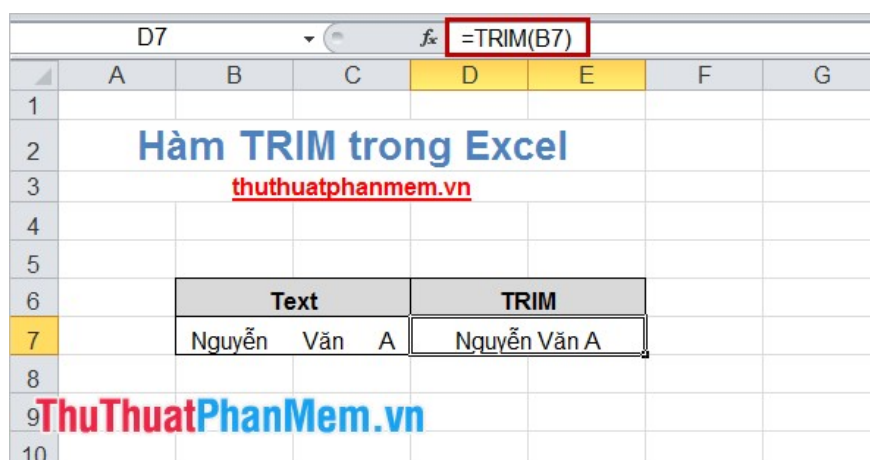 D7 fx =TRIM(B7)
A B C D E F G
1
2 Hàm TRIM trong Excel
3 thuthuatphanmem.vn
4
5
6 Text TRIM
7 Nguyễn Văn A Nguyễn Văn A
8
9 ThuThuatPhanMem.vn
10